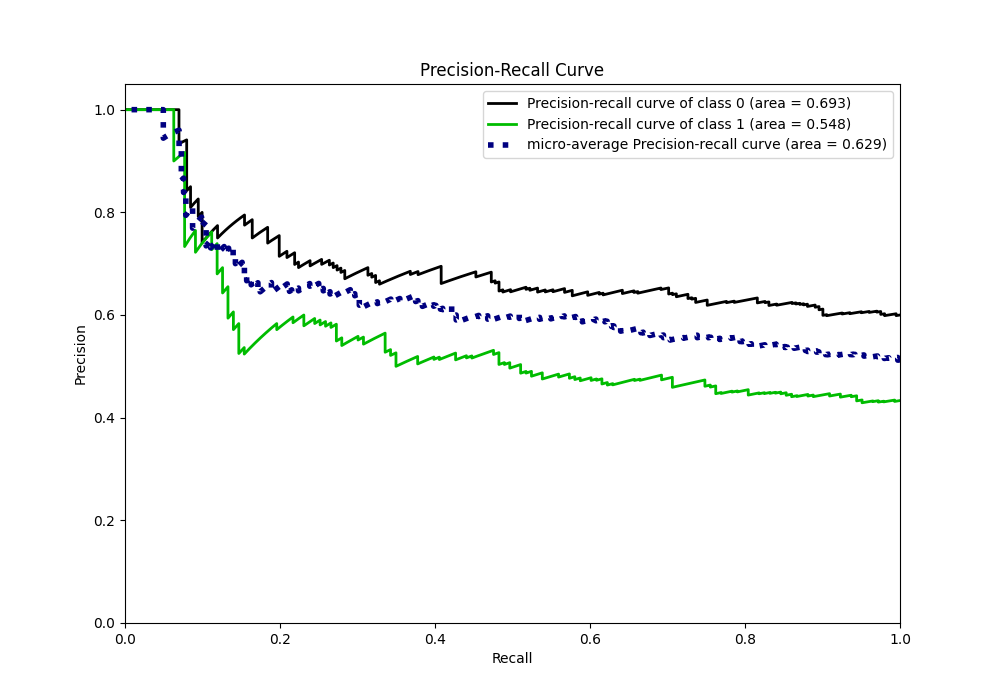 Precision-Recall Curve
Precision-recall curve of class 0 (area = 0.693)
Precision-recall curve of class 1 (area = 0.548)
micro-average Precision-recall curve (area = 0.629)
1.0
0.8
0.6
0.4
0.2
0.0
Precision
0.0 0.2 0.4 0.6 0.8 1.0
Recall